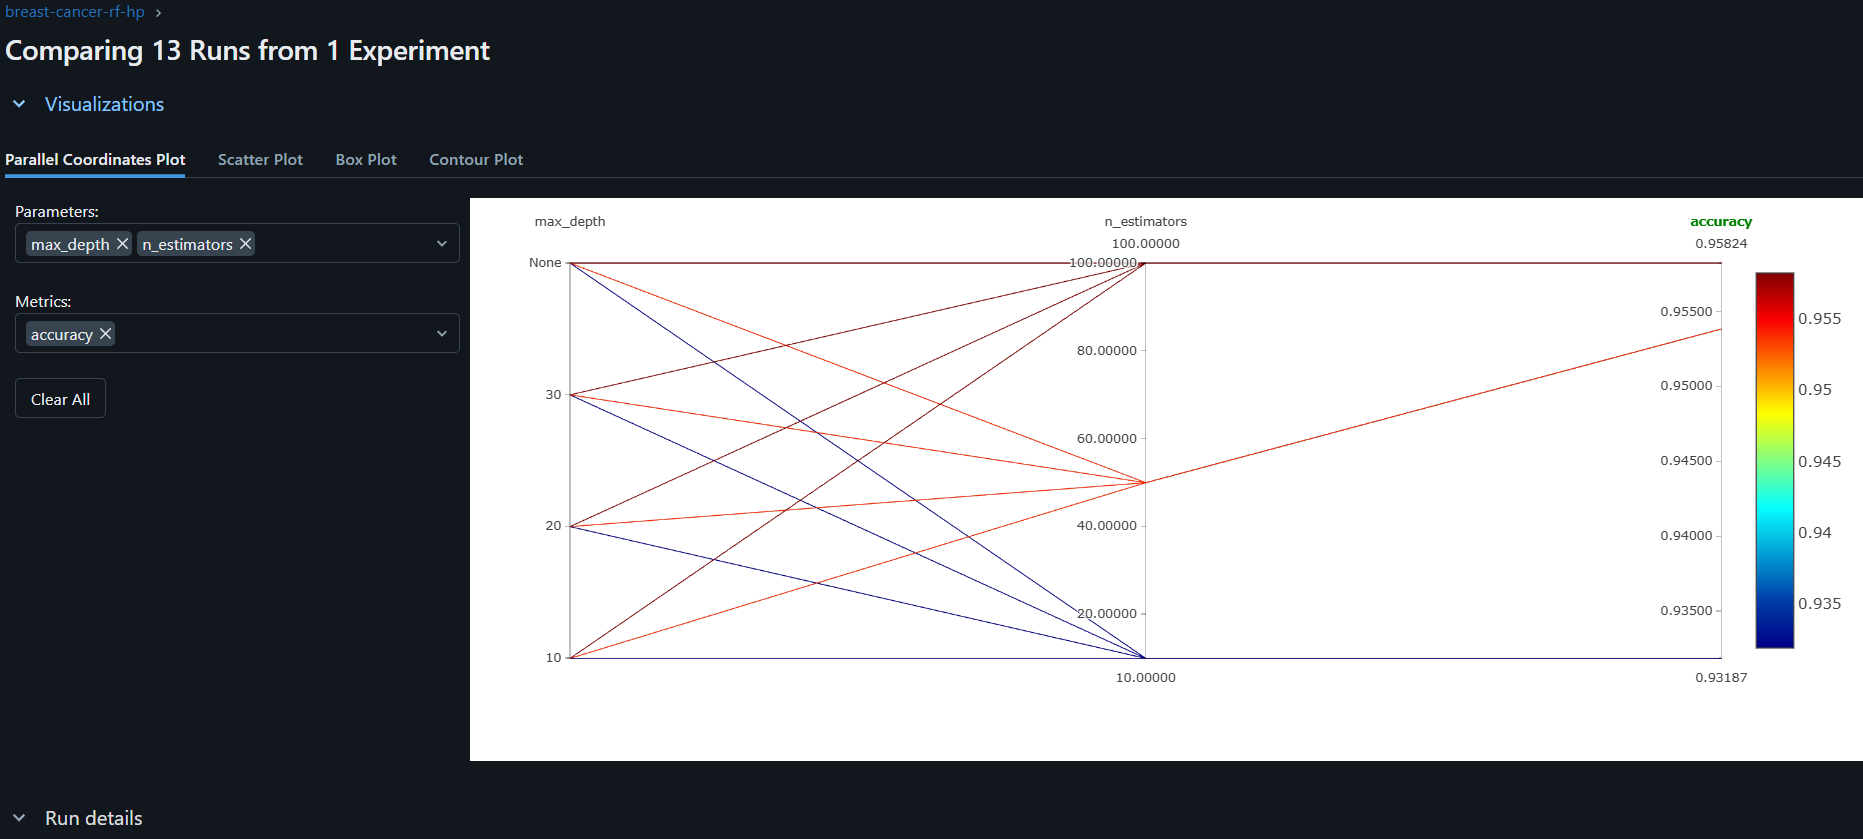 breast-cancer-rf-hp ›
Comparing 13 Runs from 1 Experiment
Visualizations
Parallel Coordinates Plot Scatter Plot Box Plot Contour Plot
Parameters:
max_depth × n_estimators ×
Metrics:
accuracy ×
Clear All
max_depth
None
30
20
10
n_estimators
100.00000
100.00000
80.00000
60.00000
40.00000
20.00000
10.00000
accuracy
0.95824
0.95500
0.95000
0.94500
0.94000
0.93500
0.93187
0.955
0.95
0.945
0.94
0.935
Run details